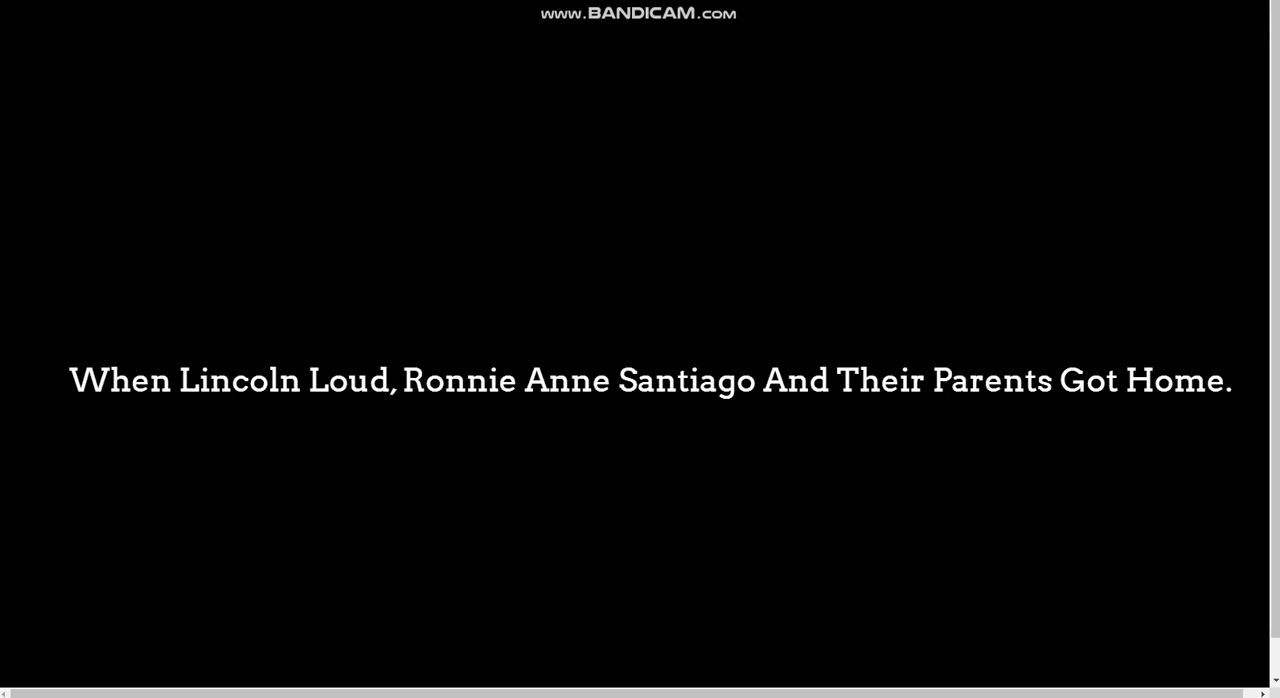 www.BANDICAM.com
When Lincoln Loud, Ronnie Anne Santiago And Their Parents Got Home.